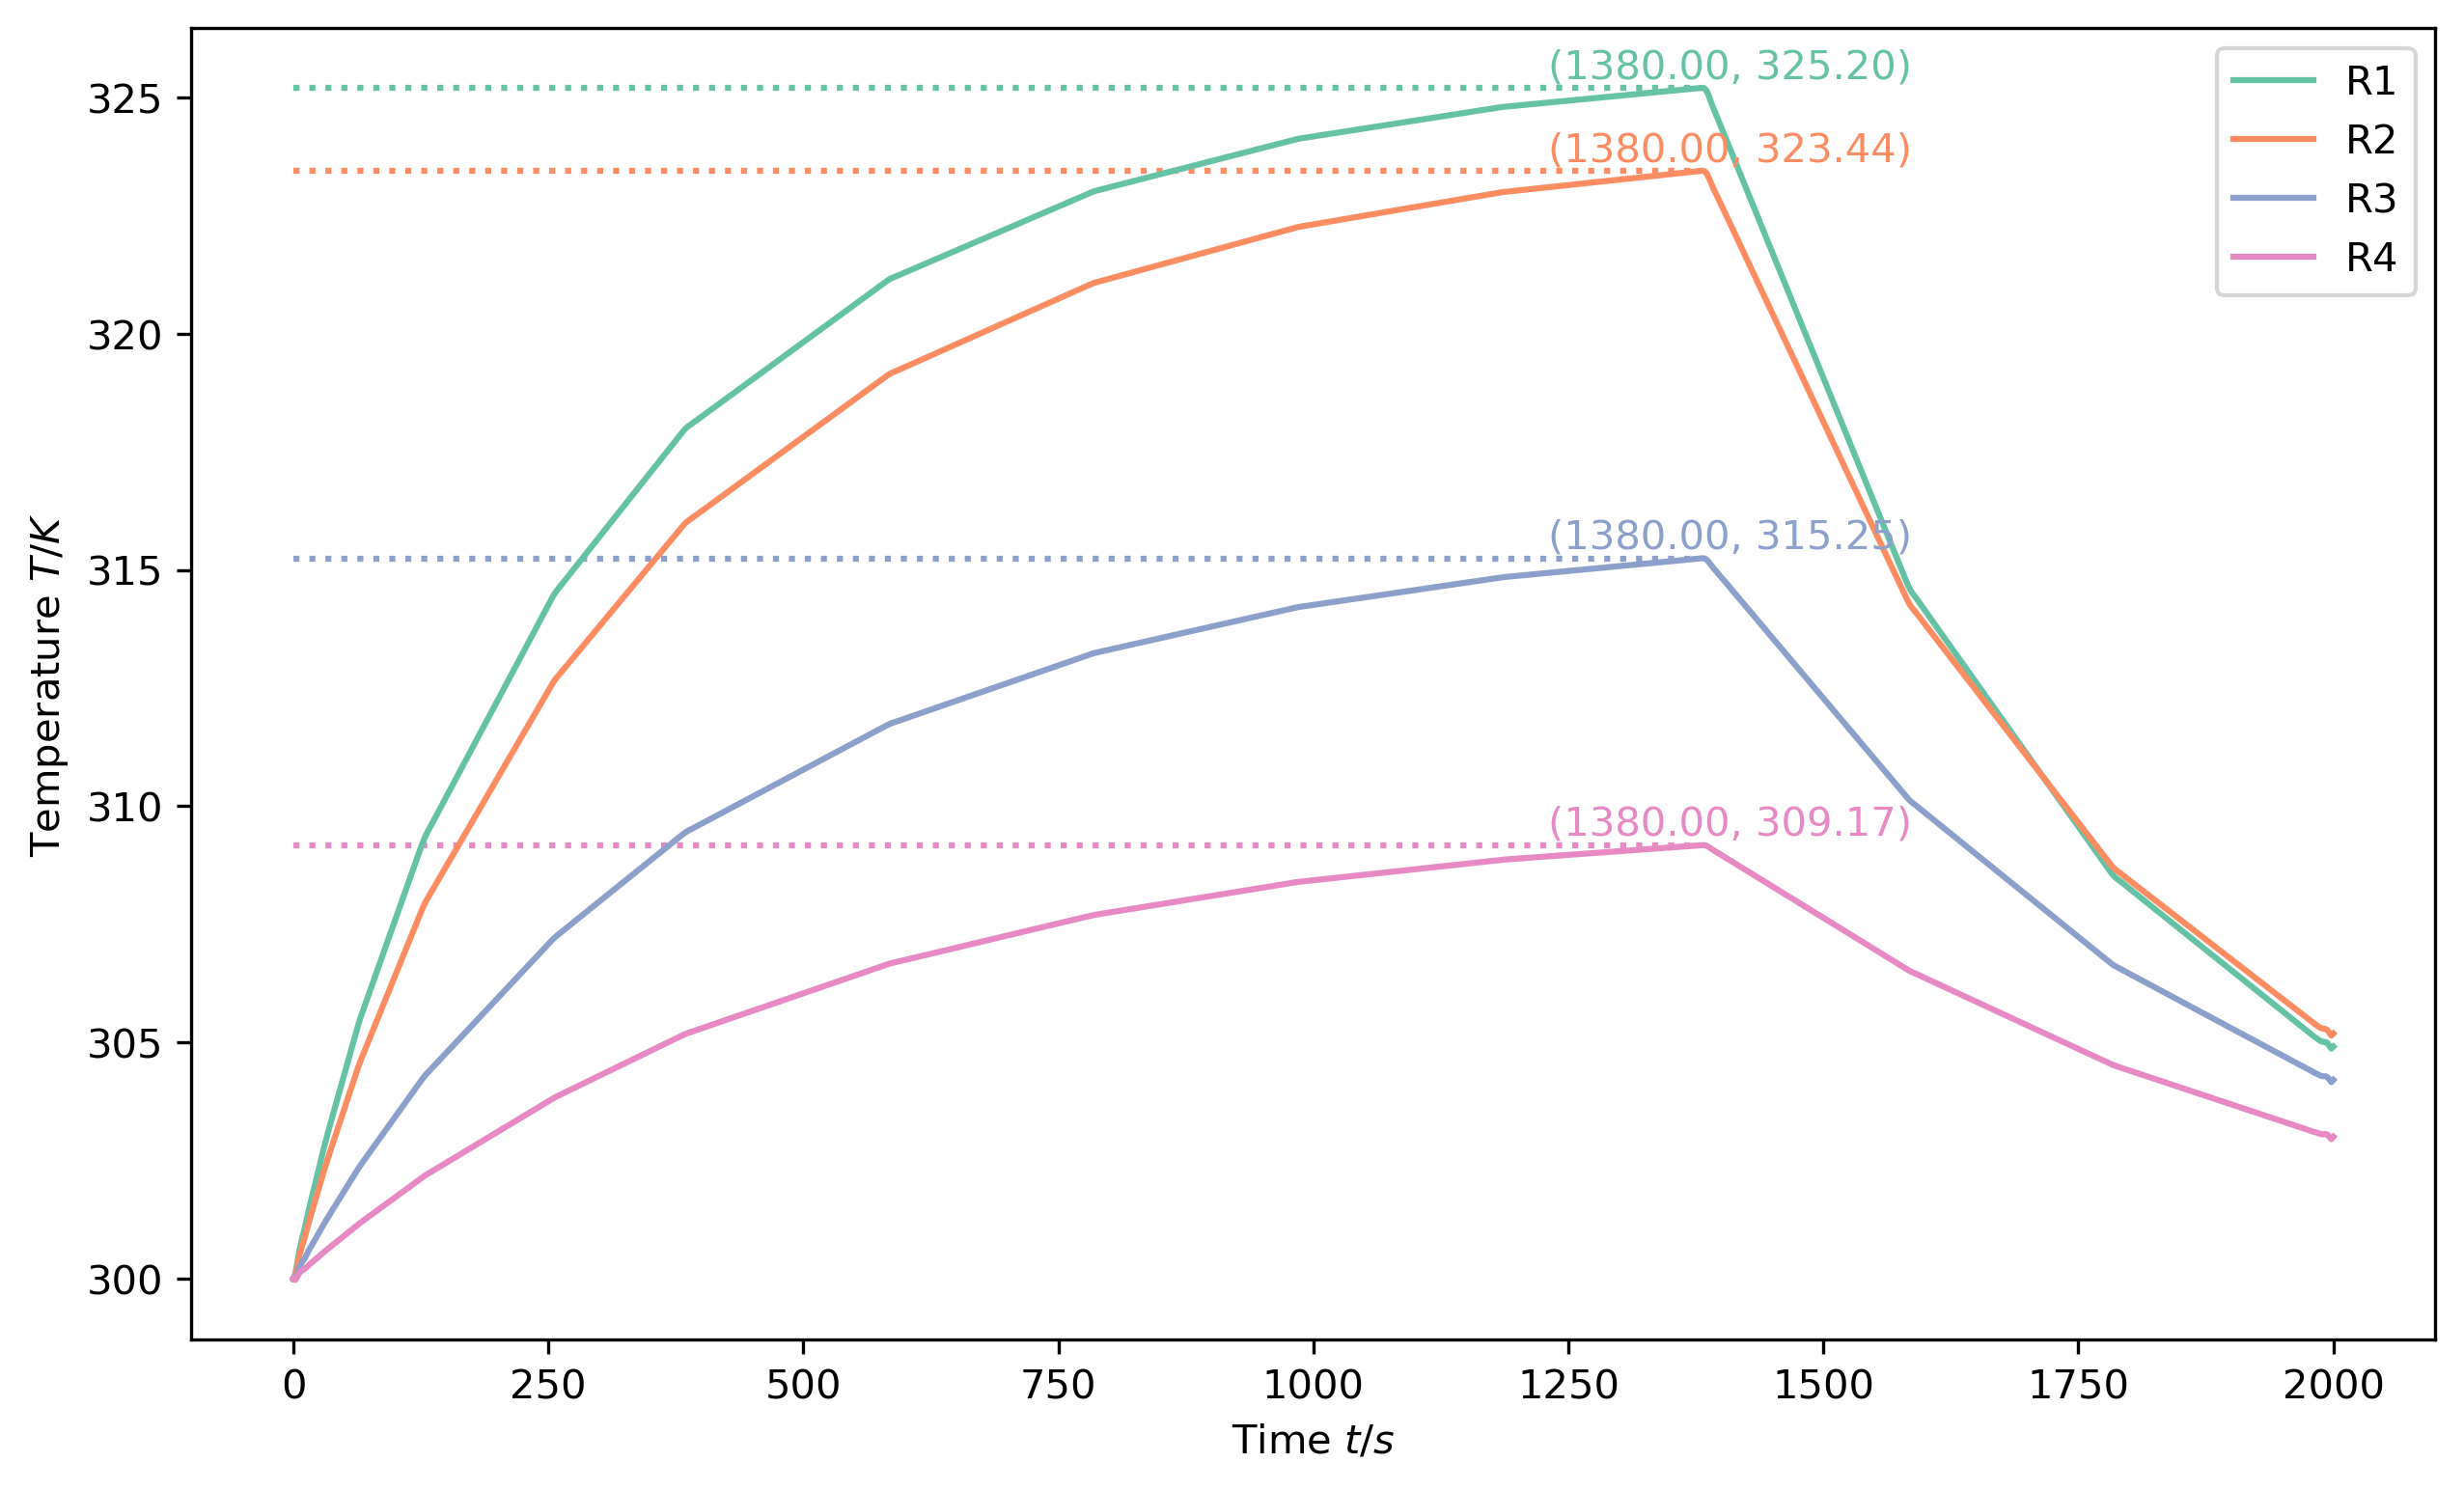 (1380.00, 325.20)
(1380.00, 323.44)
(1380.00, 315.25)
(1380.00, 309.17)
R1
R2
R3
R4
325
320
315
310
305
300
Temperature T/K
0 250 500 750 1000 1250 1500 1750 2000
Time t/s